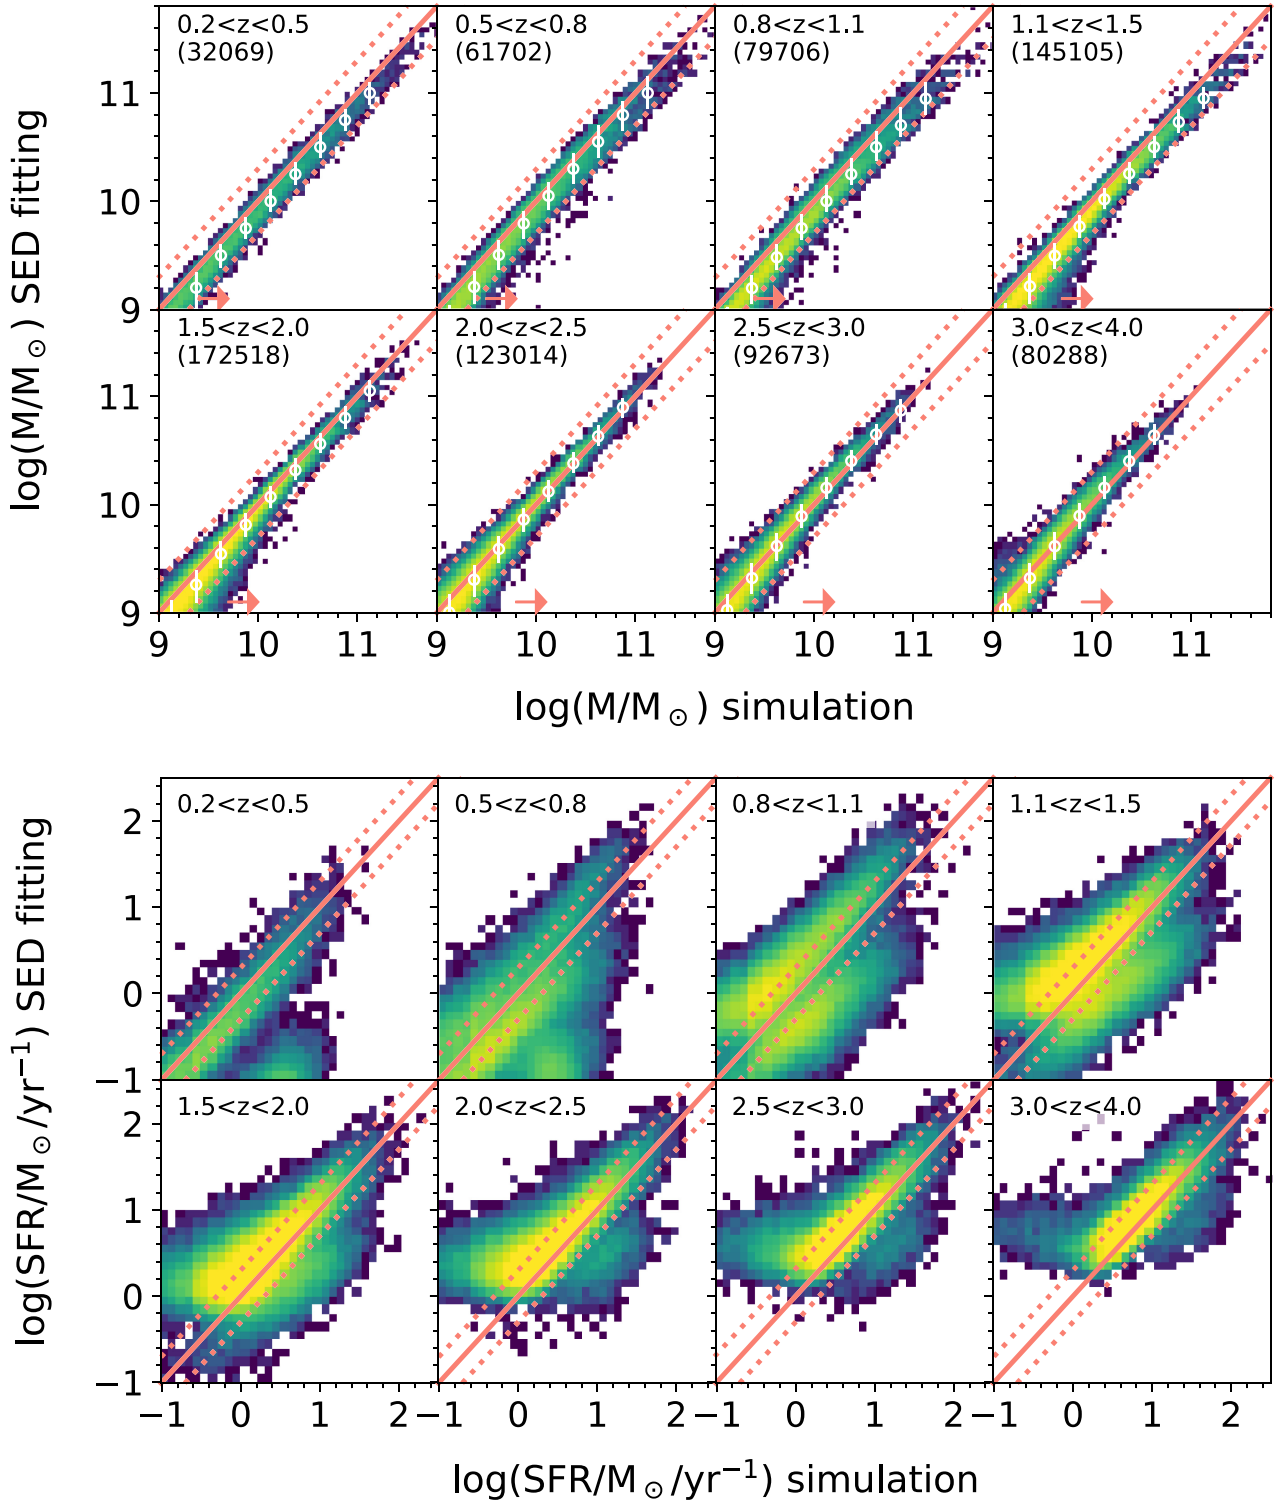 0.2<z<0.5
(32069)
0.5<z<0.8
(61702)
0.8<z<1.1
(79706)
1.1<z<1.5
(145105)
11
10
9
1.5<z<2.0
(172518)
2.0<z<2.5
(123014)
2.5<z<3.0
(92673)
3.0<z<4.0
(80288)
11
10
9
log(M/M⊙) SED fitting
9 10 11 9 10 11 9 10 11 9 10 11
log(M/M⊙) simulation
0.2<z<0.5
0.5<z<0.8
0.8<z<1.1
1.1<z<1.5
2
1
0
−1
1.5<z<2.0
2.0<z<2.5
2.5<z<3.0
3.0<z<4.0
2
1
0
−1
log(SFR/M⊙/yr⁻¹) SED fitting
−1 0 1 2 0 1 2 0 1 2 0 1 2
log(SFR/M⊙/yr⁻¹) simulation